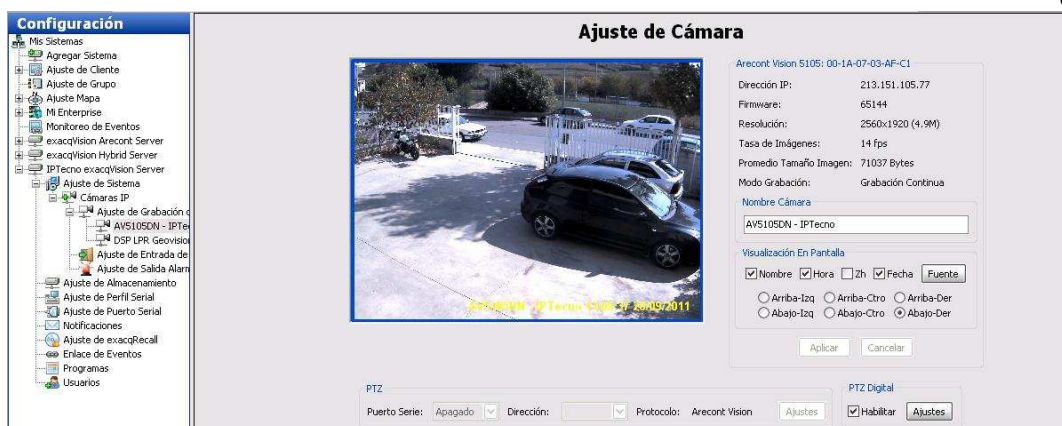 Configuración
Mis Sistemas
Agregar Sistema
Ajuste de Cliente
Ajuste de Grupo
Ajuste Mapa
Mi Enterprise
Monitoreo de Eventos
exacqVision Arecont Server
exacqVision Hybrid Server
IPTecno exacqVision Server
Ajuste de Sistema
Cámaras IP
Ajuste de Grabación
AV5105DN - IPTe
DSP LPR Geovision
Ajuste de Entrada de
Ajuste de Salida Alarm
Ajuste de Almacenamiento
Ajuste de Perfil Serial
Ajuste de Puerto Serial
Notificaciones
Ajuste de exacqRecall
Enlace de Eventos
Programas
Usuarios
Ajuste de Cámara
AV5105DN - IPTecno
28/09/2011
Arecont Vision 5105: 00-1A-07-03-AF-C1
Dirección IP: 213.151.105.77
Firmware: 65144
Resolución: 2560x1920 (4.9M)
Tasa de Imágenes: 14 fps
Promedio Tamaño Imagen: 71037 Bytes
Modo Grabación: Grabación Continua
Nombre Cámara
AV5105DN - IPTecno
Visualización En Pantalla
Nombre Hora Zh Fecha Fuente
Arriba-Izq Arriba-Ctro Arriba-Der
Abajo-Izq Abajo-Ctro Abajo-Der
Aplicar Cancelar
PTZ
Puerto Serie: Apagado Dirección: Protocolo: Arecont Vision Ajustes
PTZ Digital
Habilitar Ajustes